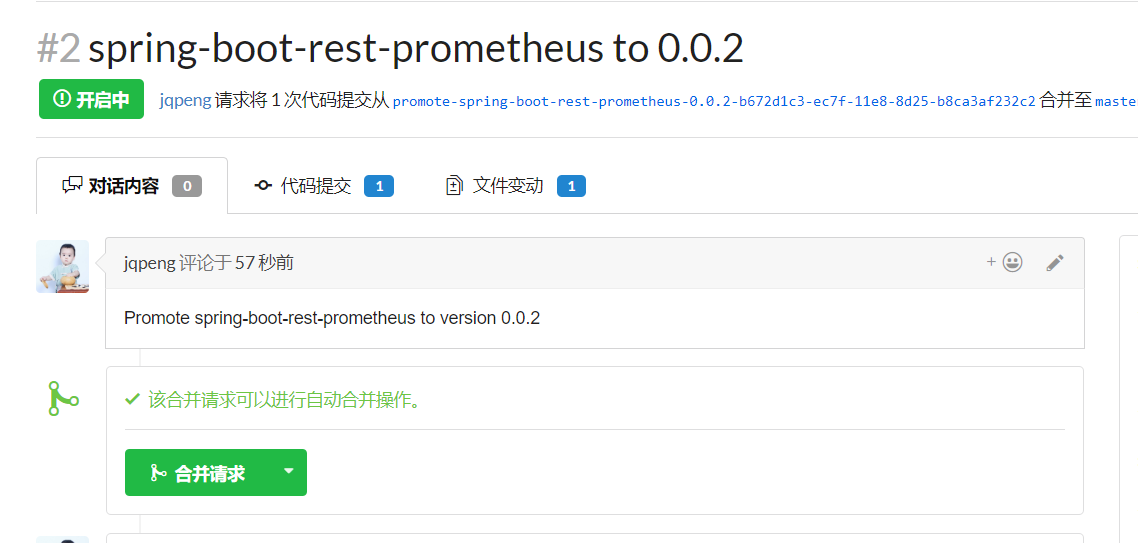 #2 spring-boot-rest-prometheus to 0.0.2
开启中 jqpeng 请求将 1 次代码提交从 promote-spring-boot-rest-prometheus-0.0.2-b672d1c3-ec7f-11e8-8d25-b8ca3af232c2 合并至 master
对话内容 0 代码提交 1 文件变动 1
jqpeng 评论于 57 秒前
Promote spring-boot-rest-prometheus to version 0.0.2
该合并请求可以进行自动合并操作。
合并请求